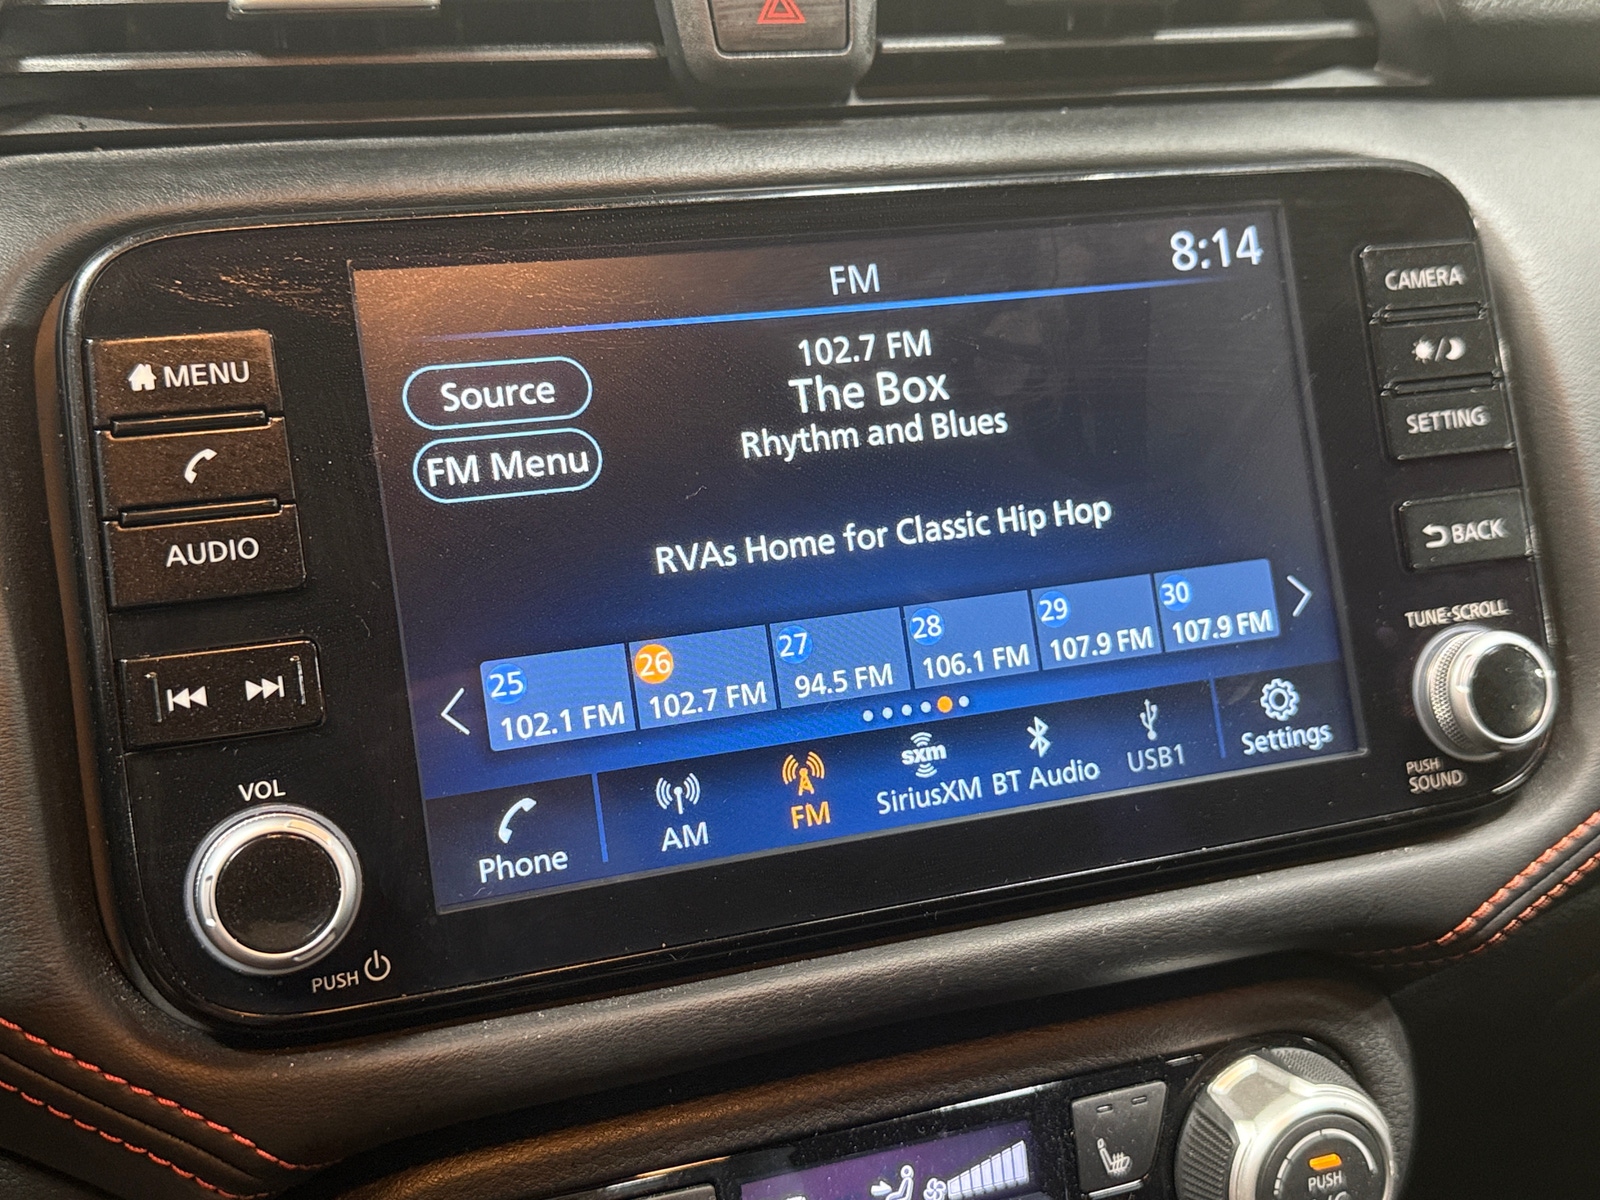 8:14
FM
102.7 FM
The Box
Rhythm and Blues
Source
FM Menu
RVAs Home for Classic Hip Hop
25 102.1 FM
26 102.7 FM
27 94.5 FM
28 106.1 FM
29 107.9 FM
30 107.9 FM
Phone
AM
FM
sxm
SiriusXM
BT Audio
USB1
Settings
MENU
AUDIO
VOL
PUSH
CAMERA
SETTING
BACK
TUNE·SCROLL
PUSH
SOUND
PUSH